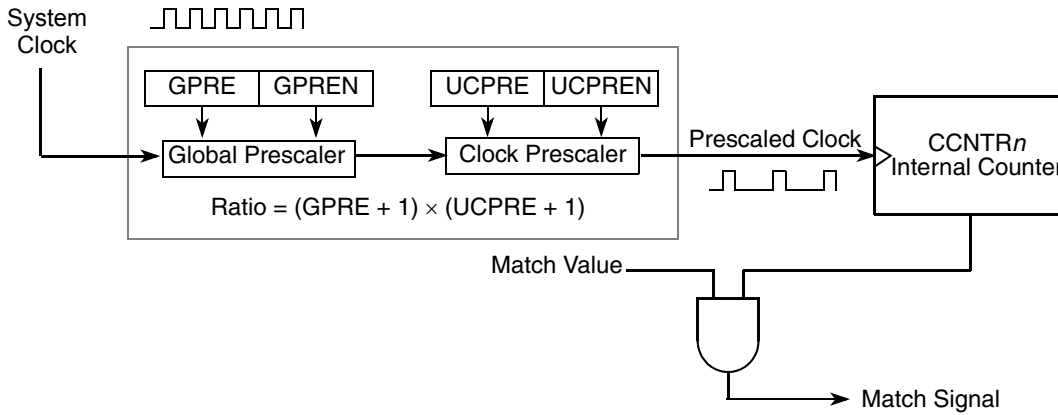 System
Clock
GPRE GPREN UCPRE UCPREN
Global Prescaler Clock Prescaler Prescaled Clock CCNTRn
Internal Counter
Ratio = (GPRE + 1) × (UCPRE + 1)
Match Value
Match Signal